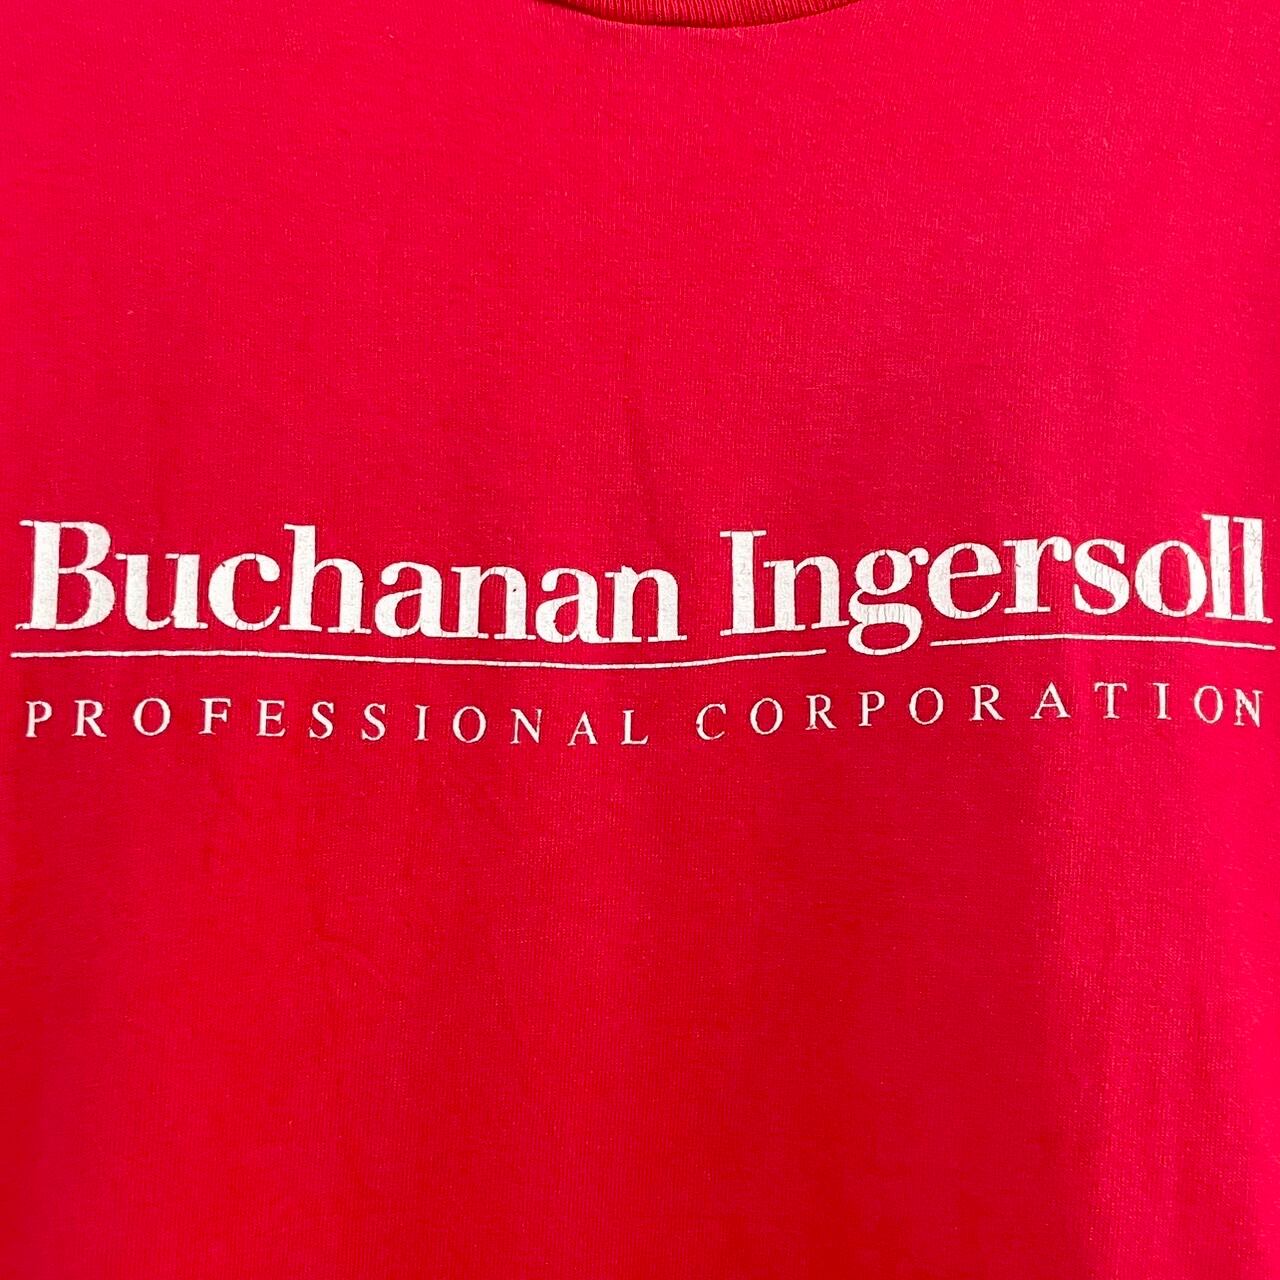 Buchanan Ingersoll
PROFESSIONAL CORPORATION